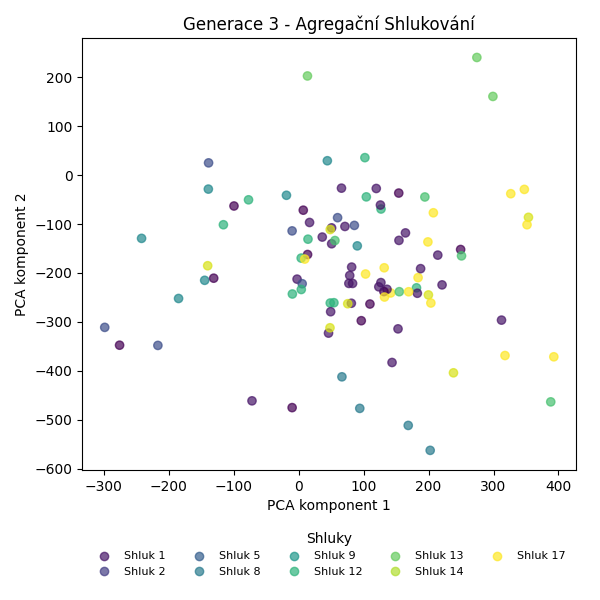 Generace 3 - Agregační Shlukování
200
100
0
−100
−200
−300
−400
−500
−600
PCA komponent 2
−300 −200 −100 0 100 200 300 400
PCA komponent 1
Shluky
Shluk 1 Shluk 5 Shluk 9 Shluk 13 Shluk 17
Shluk 2 Shluk 8 Shluk 12 Shluk 14